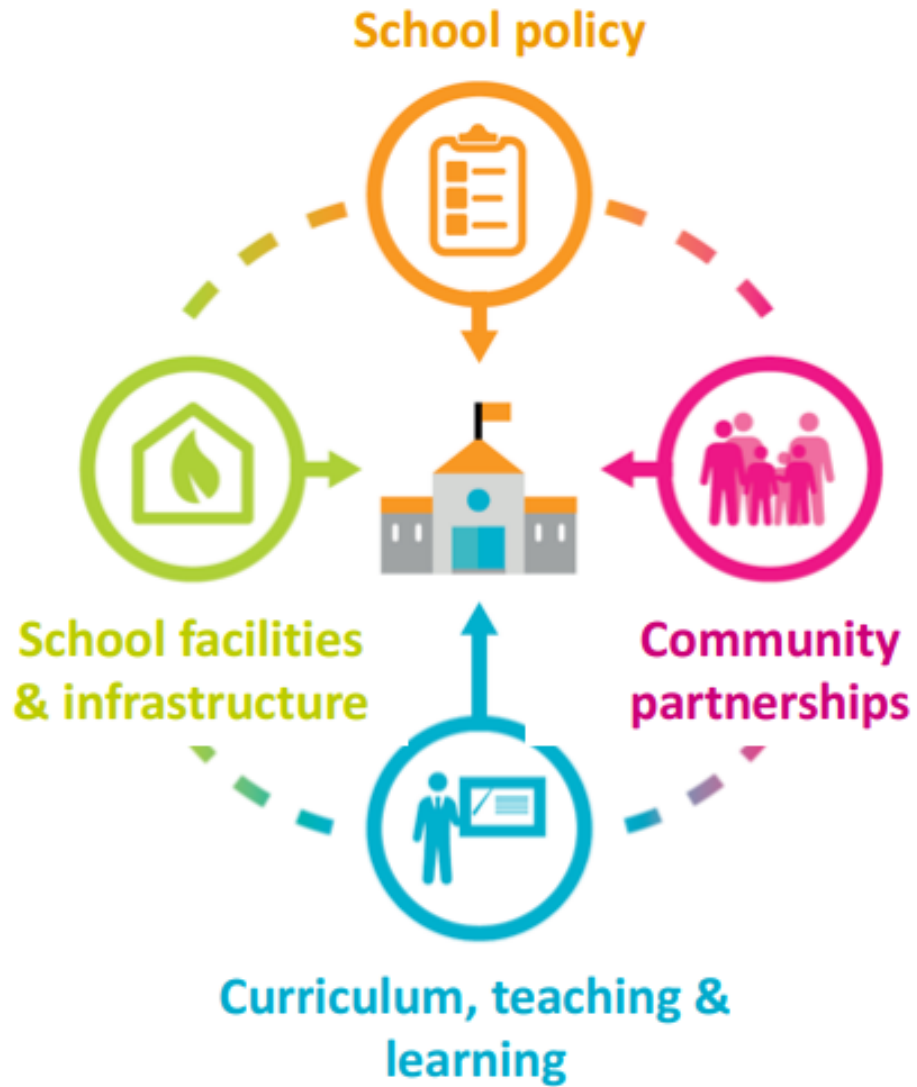 School policy
School facilities
& infrastructure
Community
partnerships
Curriculum, teaching &
learning